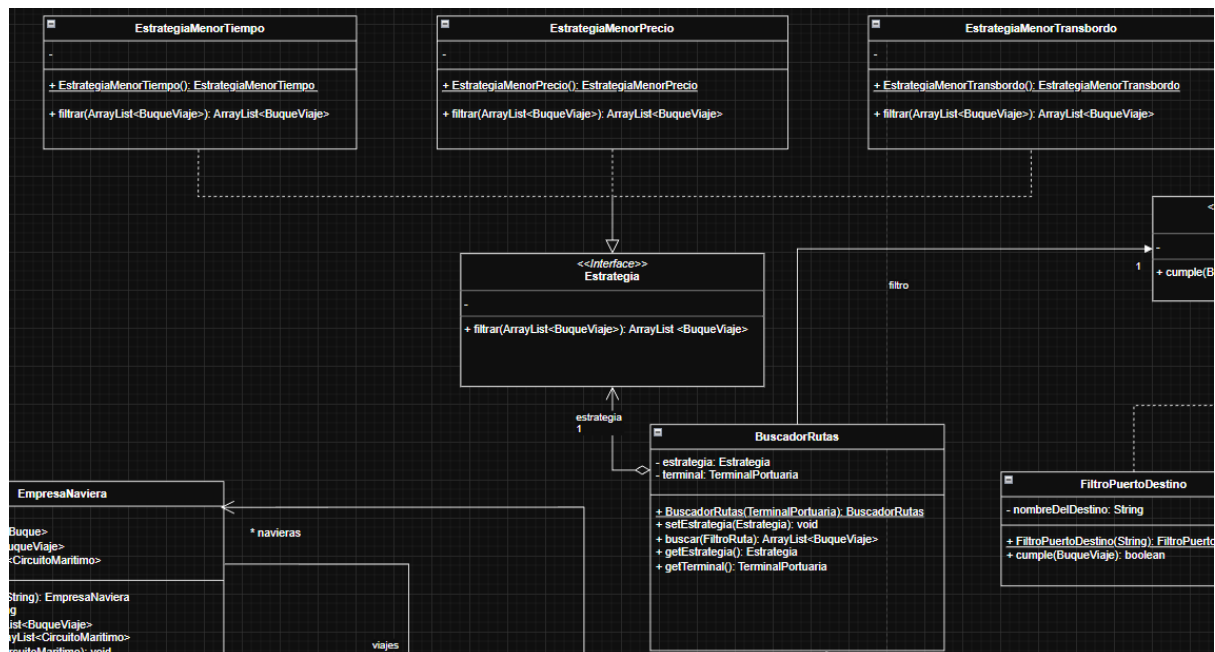 EstrategiaMenorTiempo
-
+ EstrategiaMenorTiempo(): EstrategiaMenorTiempo
+ filtrar(ArrayList<BuqueViaje>): ArrayList<BuqueViaje>
EstrategiaMenorPrecio
-
+ EstrategiaMenorPrecio(): EstrategiaMenorPrecio
+ filtrar(ArrayList<BuqueViaje>): ArrayList<BuqueViaje>
EstrategiaMenorTransbordo
-
+ EstrategiaMenorTransbordo(): EstrategiaMenorTransbordo
+ filtrar(ArrayList<BuqueViaje>): ArrayList<BuqueViaje>
<<Interface>>
Estrategia
-
+ filtrar(ArrayList<BuqueViaje>): ArrayList <BuqueViaje>
<
-
1
+ cumple(B
filtro
estrategia
1
BuscadorRutas
- estrategia: Estrategia
- terminal: TerminalPortuaria
+ BuscadorRutas(TerminalPortuaria): BuscadorRutas
+ setEstrategia(Estrategia): void
+ buscar(FiltroRuta): ArrayList<BuqueViaje>
+ getEstrategia(): Estrategia
+ getTerminal(): TerminalPortuaria
FiltroPuertoDestino
- nombreDelDestino: String
+ FiltroPuertoDestino(String): FiltroPuerto
+ cumple(BuqueViaje): boolean
EmpresaNaviera
Buque>
uqueViaje>
<CircuitoMaritimo>
String): EmpresaNaviera
g
ist<BuqueViaje>
ayList<CircuitoMaritimo>
rcuitoMaritimo): void
* navieras
viajes